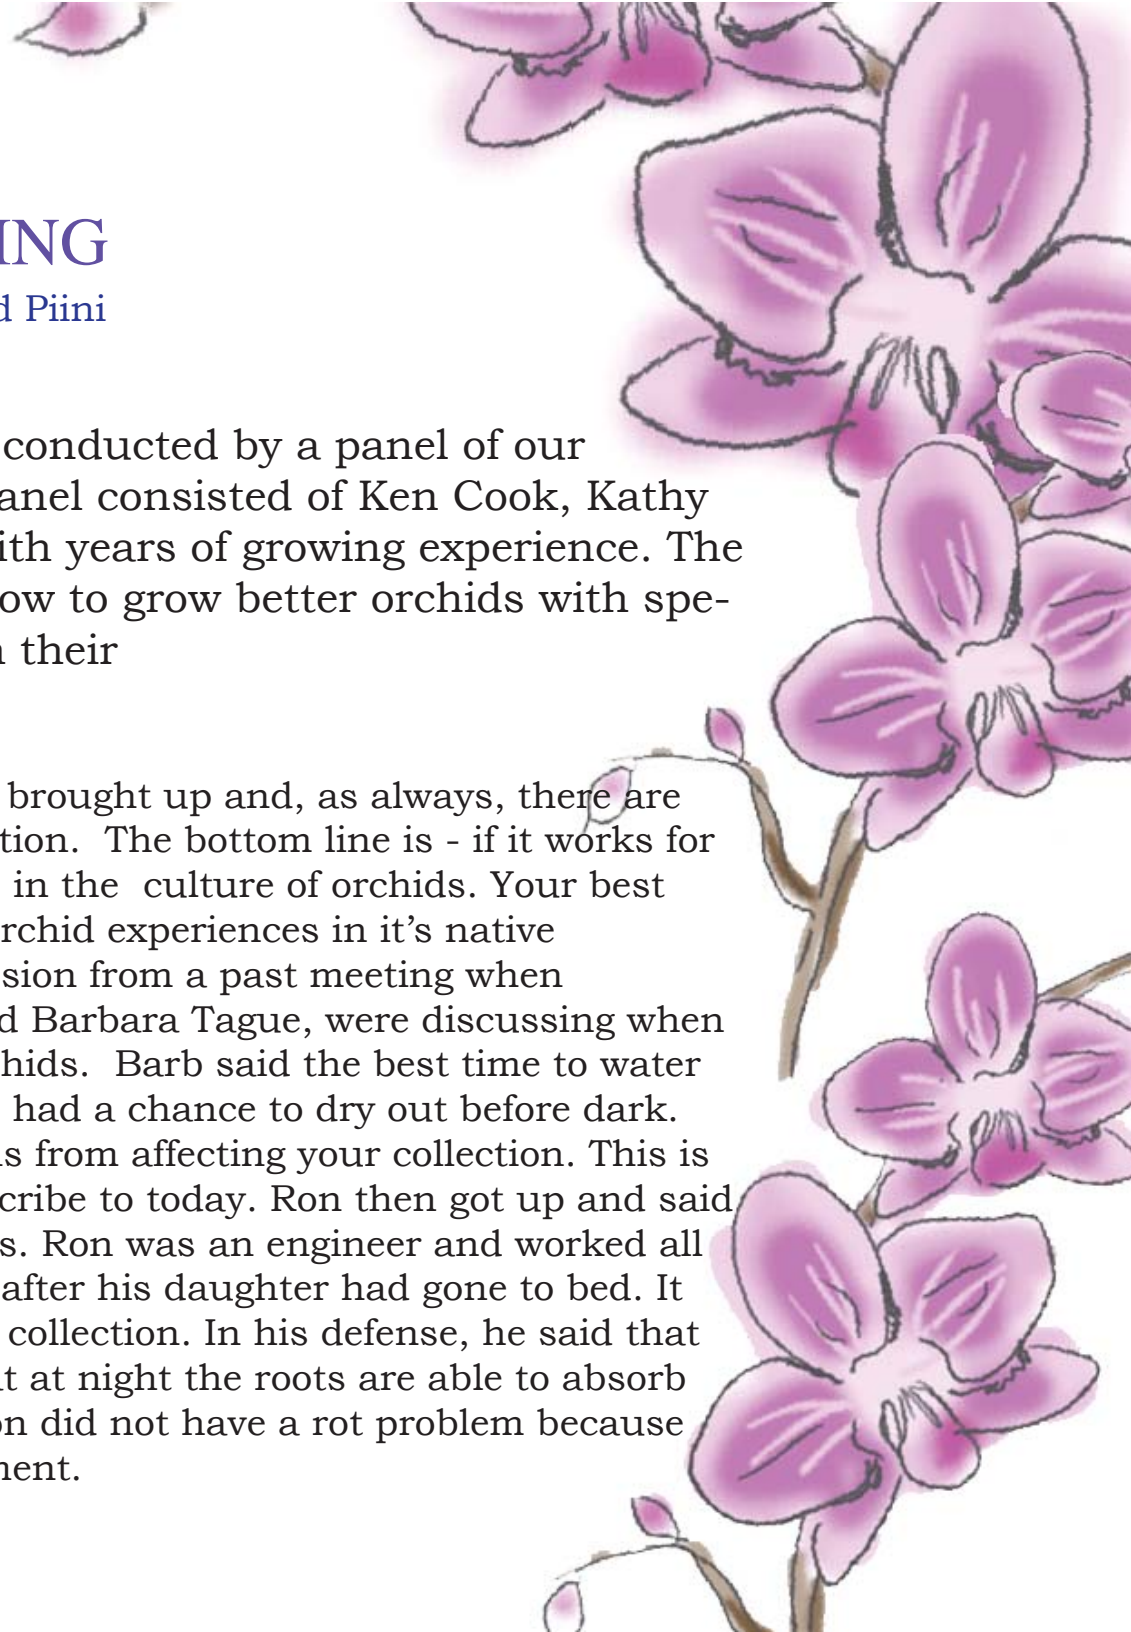 ING
d Piini
conducted by a panel of our
anel consisted of Ken Cook, Kathy
ith years of growing experience. The
ow to grow better orchids with spe-
n their
brought up and, as always, there are
tion.  The bottom line is - if it works for
in the  culture of orchids. Your best
rchid experiences in it’s native
sion from a past meeting when
d Barbara Tague, were discussing when
hids.  Barb said the best time to water
had a chance to dry out before dark.
is from affecting your collection. This is
cribe to today. Ron then got up and said
s. Ron was an engineer and worked all
after his daughter had gone to bed. It
collection. In his defense, he said that
it at night the roots are able to absorb
on did not have a rot problem because
nent.